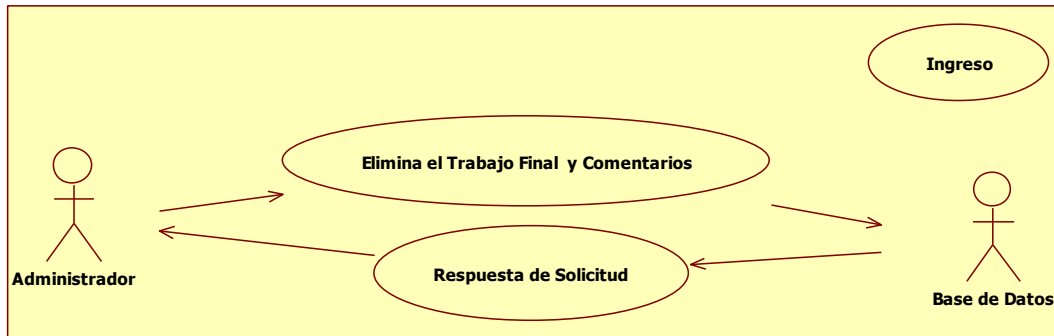 Ingreso
Elimina el Trabajo Final y Comentarios
Administrador
Respuesta de Solicitud
Base de Datos